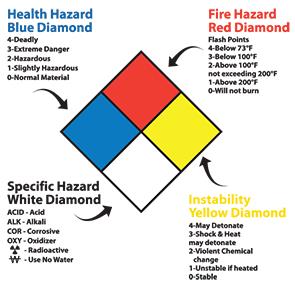 Health Hazard
Blue Diamond
4-Deadly
3-Extreme Danger
2-Hazardous
1-Slightly Hazardous
0-Normal Material
Fire Hazard
Red Diamond
Flash Points
4-Below 73°F
3-Below 100°F
2-Above 100°F
not exceeding 200°F
1-Above 200°F
0-Will not burn
Specific Hazard
White Diamond
ACID - Acid
ALK - Alkali
COR - Corrosive
OXY - Oxidizer
- Radioactive
W - Use No Water
Instability
Yellow Diamond
4-May Detonate
3-Shock & Heat
may detonate
2-Violent Chemical
change
1-Unstable if heated
0-Stable